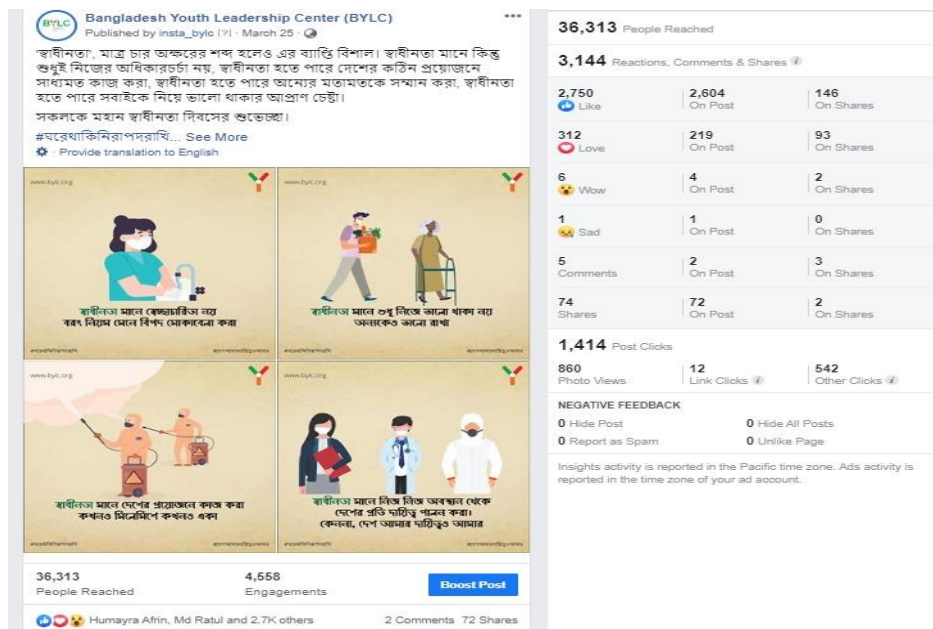 Bangladesh Youth Leadership Center (BYLC)
Published by insta_bylc [?] · March 25 ·
'স্বাধীনতা', মাত্র চার অক্ষরের শব্দ হলেও এর ব্যাপ্তি বিশাল। স্বাধীনতা মানে কিন্তু
শুধুই নিজের অধিকারচর্চা নয়, স্বাধীনতা হতে পারে দেশের কঠিন প্রয়োজনে
সাধ্যমত কাজ করা, স্বাধীনতা হতে পারে অন্যের মতামতকে সম্মান করা, স্বাধীনতা
হতে পারে সবাইকে নিয়ে ভালো থাকার আপ্রাণ চেষ্টা।
সকলকে মহান স্বাধীনতা দিবসের শুভেচ্ছা।
#ঘরেথাকিনিরাপদরাখি... See More
· Provide translation to English
www.bylc.org
স্বাধীনতা মানে স্বেচ্ছাচারিতা নয়
বরং নিয়ম মেনে বিপদ মোকাবেলা করা
www.bylc.org
স্বাধীনতা মানে শুধু নিজে ভালো থাকা নয়
অন্যকেও ভালো রাখা
www.bylc.org
স্বাধীনতা মানে দেশের প্রয়োজনে কাজ করা
কখনও মিলেমিশে কখনও একা
www.bylc.org
স্বাধীনতা মানে নিজ নিজ অবস্থান থেকে
দেশের প্রতি দায়িত্ব পালন করা।
কেননা, দেশ আমার দায়িত্বও আমার
36,313 4,558
People Reached Engagements
Boost Post
Humayra Afrin, Md Ratul and 2.7K others 2 Comments 72 Shares
36,313 People Reached
3,144 Reactions, Comments & Shares
2,750 2,604 146
Like On Post On Shares
312 219 93
Love On Post On Shares
6 4 2
Wow On Post On Shares
1 1 0
Sad On Post On Shares
5 2 3
Comments On Post On Shares
74 72 2
Shares On Post On Shares
1,414 Post Clicks
860 12 542
Photo Views Link Clicks Other Clicks
NEGATIVE FEEDBACK
0 Hide Post 0 Hide All Posts
0 Report as Spam 0 Unlike Page
Insights activity is reported in the Pacific time zone. Ads activity is
reported in the time zone of your ad account.